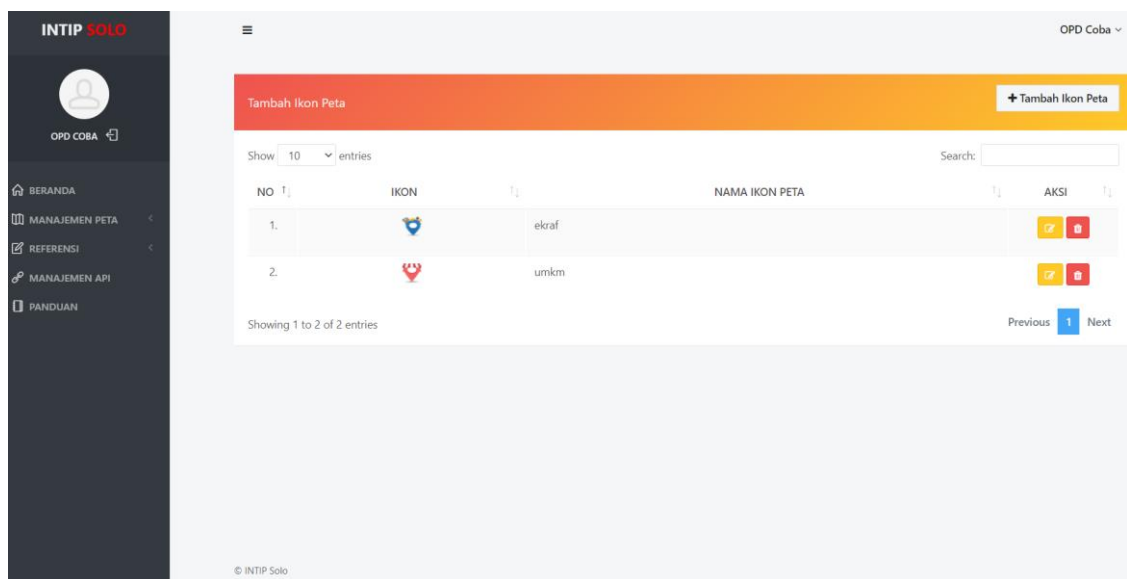 INTIP SOLO
OPD Coba
OPD COBA
BERANDA
MANAJEMEN PETA
REFERENSI
MANAJEMEN API
PANDUAN
Tambah Ikon Peta
+ Tambah Ikon Peta
Show 10 entries
Search:
NO IKON NAMA IKON PETA AKSI
1. ekraf
2. umkm
Showing 1 to 2 of 2 entries
Previous 1 Next
© INTIP Solo